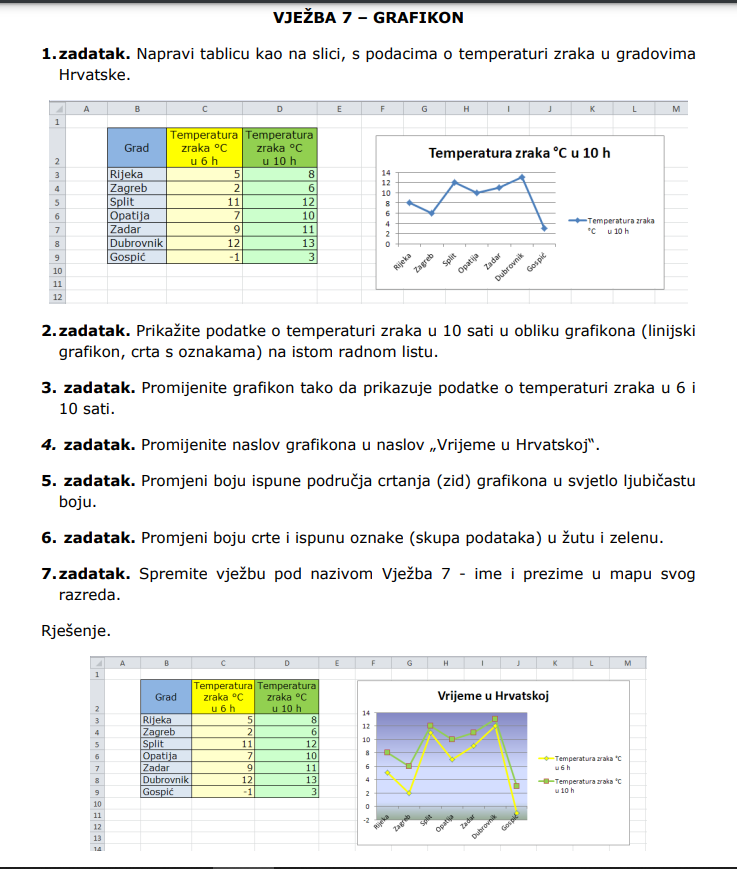 VJEŽBA 7 – GRAFIKON
1.zadatak. Napravi tablicu kao na slici, s podacima o temperaturi zraka u gradovima
Hrvatske.
A B C D E F G H I J K L M
1
Temperatura Temperatura
Grad zraka °C zraka °C
2 u 6 h u 10 h
3 Rijeka 5 8
4 Zagreb 2 6
5 Split 11 12
6 Opatija 7 10
7 Zadar 9 11
8 Dubrovnik 12 13
9 Gospić -1 3
10
11
12
Temperatura zraka °C u 10 h
14
12
10
8
6
4
2
0
Rijeka Zagreb Split Opatija Zadar Dubrovnik Gospić
Temperatura zraka
°C u 10 h
2.zadatak. Prikažite podatke o temperaturi zraka u 10 sati u obliku grafikona (linijski
grafikon, crta s oznakama) na istom radnom listu.
3. zadatak. Promijenite grafikon tako da prikazuje podatke o temperaturi zraka u 6 i
10 sati.
4. zadatak. Promijenite naslov grafikona u naslov „Vrijeme u Hrvatskoj“.
5. zadatak. Promjeni boju ispune područja crtanja (zid) grafikona u svjetlo ljubičastu
boju.
6. zadatak. Promjeni boju crte i ispunu oznake (skupa podataka) u žutu i zelenu.
7.zadatak. Spremite vježbu pod nazivom Vježba 7 - ime i prezime u mapu svog
razreda.
Rješenje.
A B C D E F G H I J K L M
1
Temperatura Temperatura
Grad zraka °C zraka °C
2 u 6 h u 10 h
3 Rijeka 5 8
4 Zagreb 2 6
5 Split 11 12
6 Opatija 7 10
7 Zadar 9 11
8 Dubrovnik 12 13
9 Gospić -1 3
10
11
12
13
14
Vrijeme u Hrvatskoj
14
12
10
8
6
4
2
0
-2
Rijeka Zagreb Split Opatija Zadar Dubrovnik Gospić
Temperatura zraka °C
u 6 h
Temperatura zraka °C
u 10 h